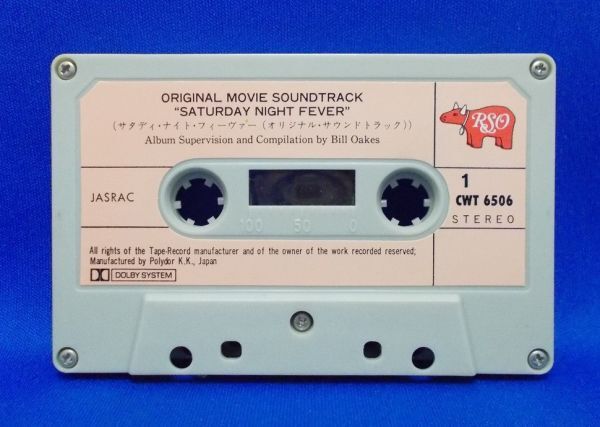 ORIGINAL MOVIE SOUNDTRACK
"SATURDAY NIGHT FEVER"
(サタディ・ナイト・フィーヴァー(オリジナル・サウンドトラック))
Album Supervision and Compilation by Bill Oakes
RSO
JASRAC
1
CWT 6506
STEREO
100 50 0
All rights of the Tape-Record manufacturer and of the owner of the work recorded reserved;
Manufactured by Polydor K.K., Japan
DOLBY SYSTEM